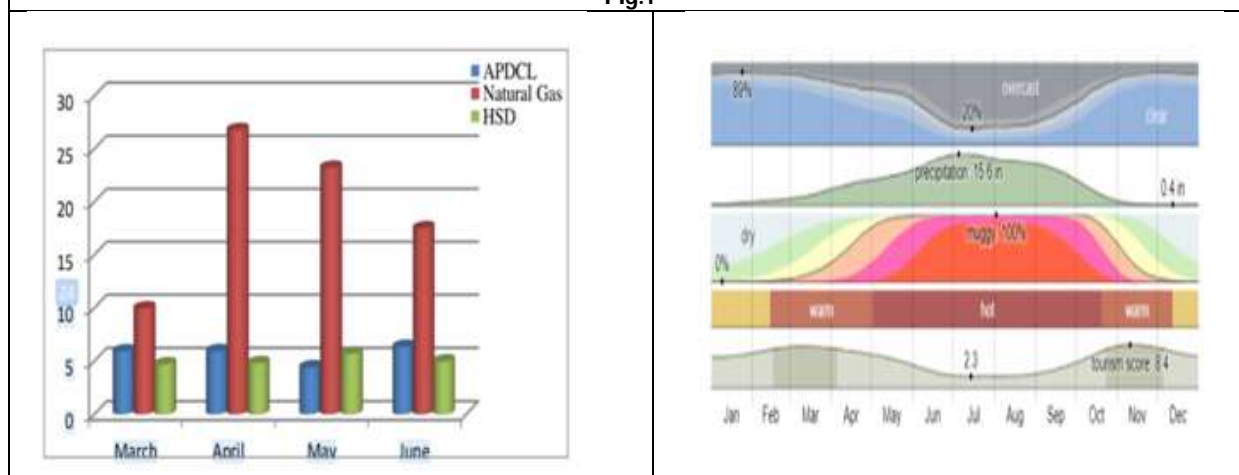 Fig.1
APDCL
Natural Gas
HSD
30
25
20
15
10
5
0
March
April
May
June
89%
overcast
20%
clear
precipitation 15.6 in
0.4 in
dry
muggy 100%
0%
warm
hot
warm
2.3
tourism score 8.4
Jan Feb Mar Apr May Jun Jul Aug Sep Oct Nov Dec